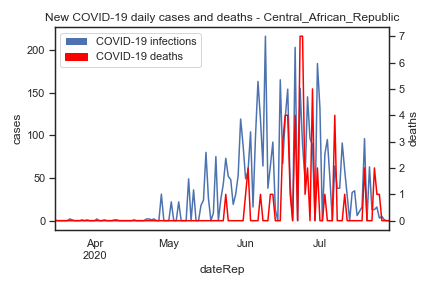 New COVID-19 daily cases and deaths - Central_African_Republic
COVID-19 infections
COVID-19 deaths
cases
200
150
100
50
0
deaths
7
6
5
4
3
2
1
0
Apr
2020
May
Jun
Jul
dateRep